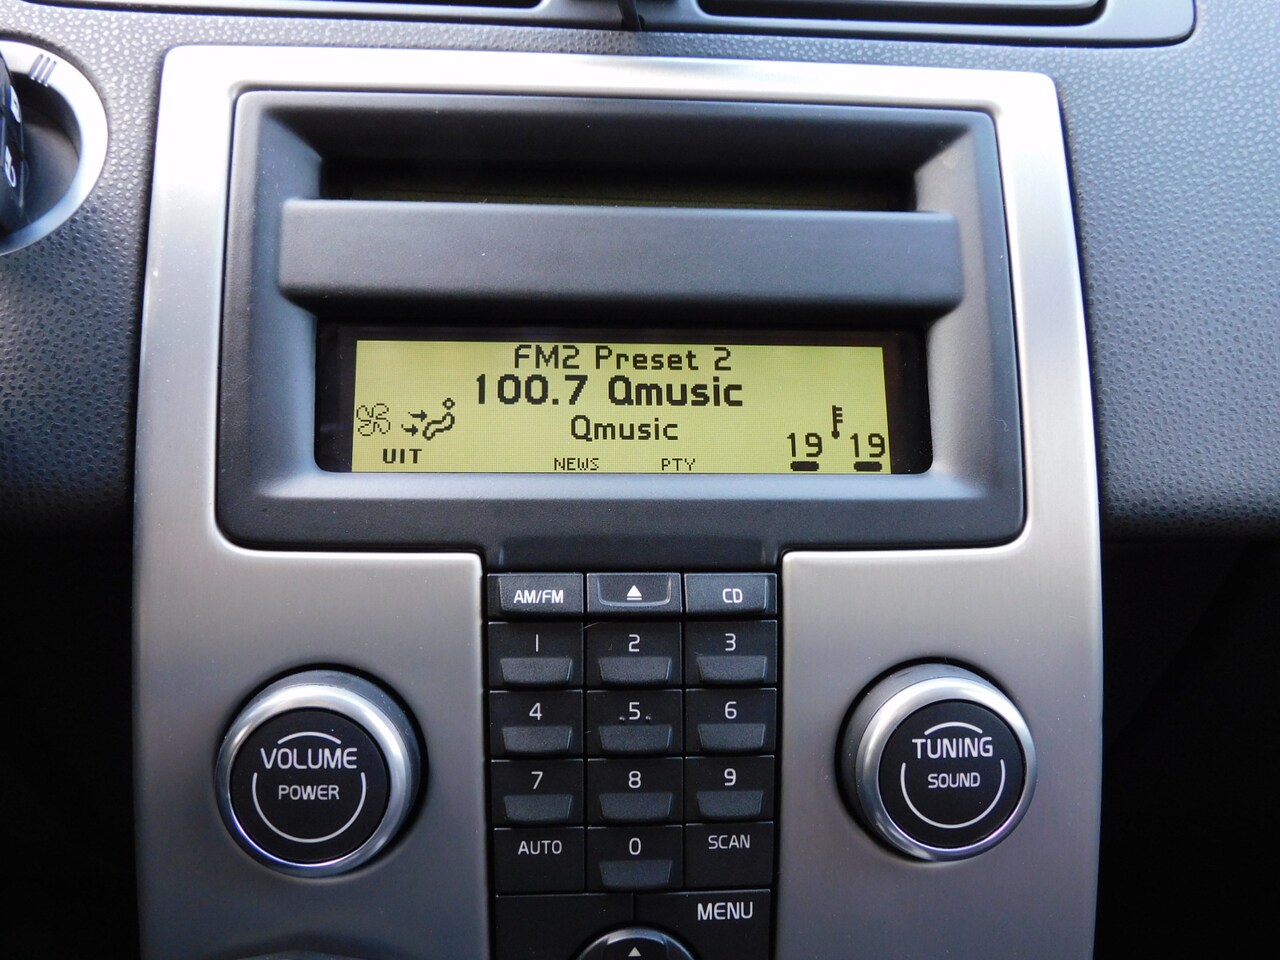 FM2 Preset 2
100.7 Qmusic
Qmusic
UIT
NEWS PTY
19 19
AM/FM CD
1 2 3
4 5 6
7 8 9
AUTO 0 SCAN
MENU
VOLUME
POWER
TUNING
SOUND